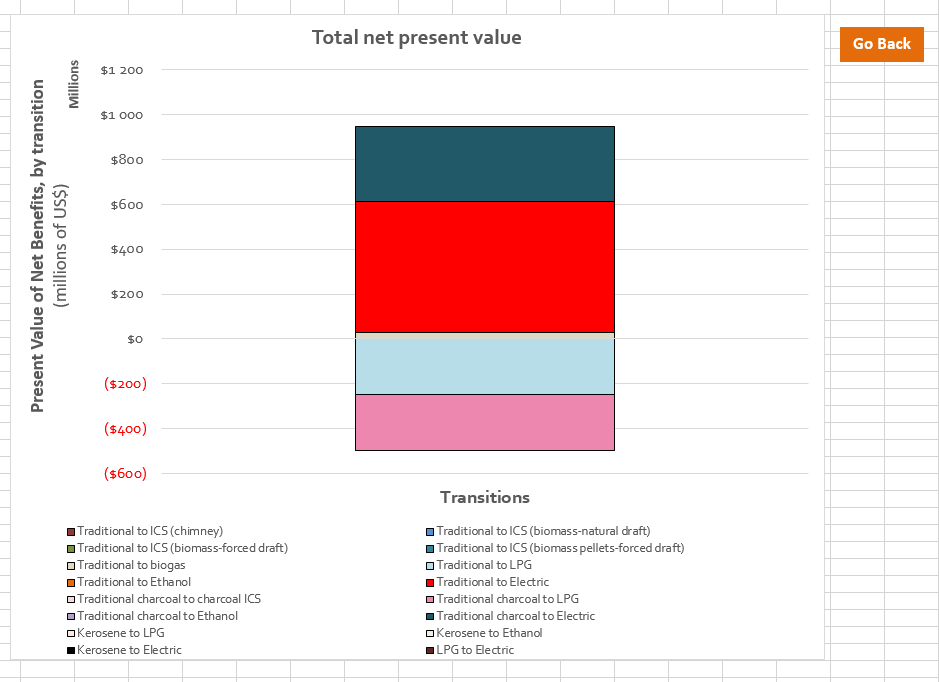 Total net present value
Go Back
Present Value of Net Benefits, by transition
(millions of US$)
Millions
$1 200
$1 000
$800
$600
$400
$200
$0
($200)
($400)
($600)
Transitions
Traditional to ICS (chimney)
Traditional to ICS (biomass-natural draft)
Traditional to ICS (biomass-forced draft)
Traditional to ICS (biomass pellets-forced draft)
Traditional to biogas
Traditional to LPG
Traditional to Ethanol
Traditional to Electric
Traditional charcoal to charcoal ICS
Traditional charcoal to LPG
Traditional charcoal to Ethanol
Traditional charcoal to Electric
Kerosene to LPG
Kerosene to Ethanol
Kerosene to Electric
LPG to Electric